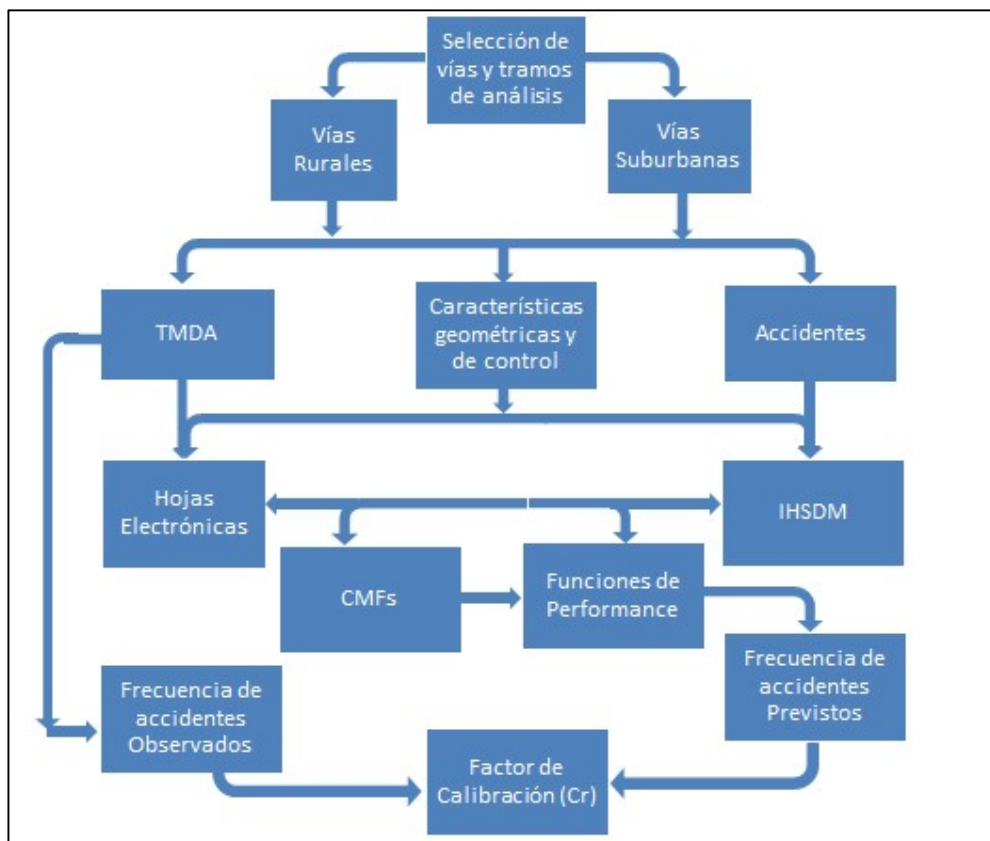 Selección de
vías y tramos
de análisis
Vías
Rurales
Vías
Suburbanas
TMDA
Característícas
geométricas y
de control
Accidentes
Hojas
Electrónicas
IHSDM
CMFs
Funciones de
Performance
Frecuencia de
accidentes
Observados
Frecuencia de
accidentes
Previstos
Factor de
Calibración (Cr)